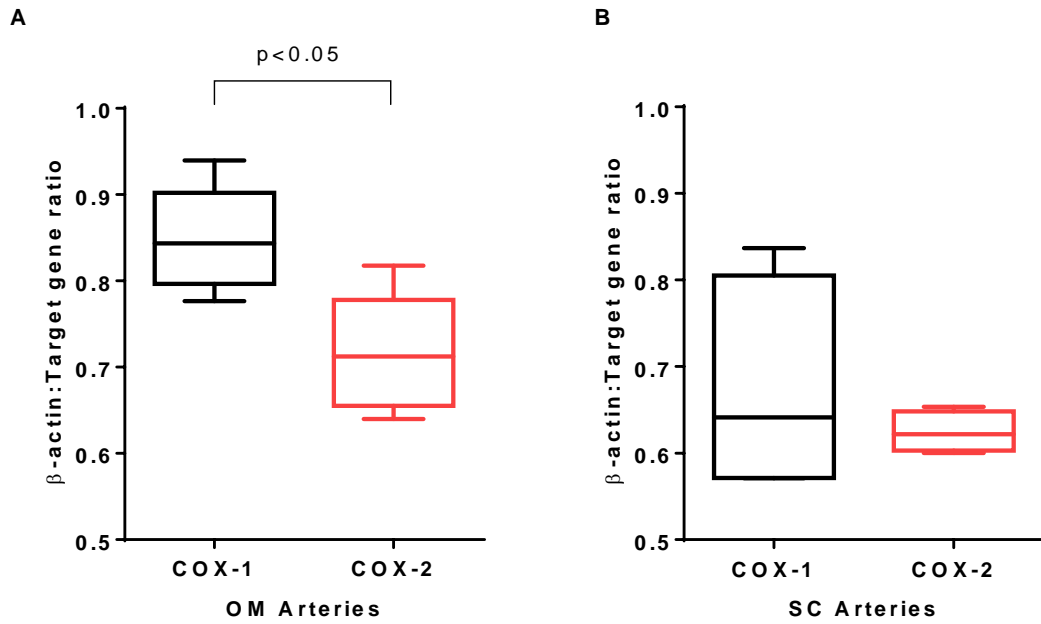 A
p<0.05
β-actin:Target gene ratio
1.0
0.9
0.8
0.7
0.6
0.5
COX-1 COX-2
OM Arteries
B
β-actin:Target gene ratio
1.0
0.9
0.8
0.7
0.6
0.5
COX-1 COX-2
SC Arteries